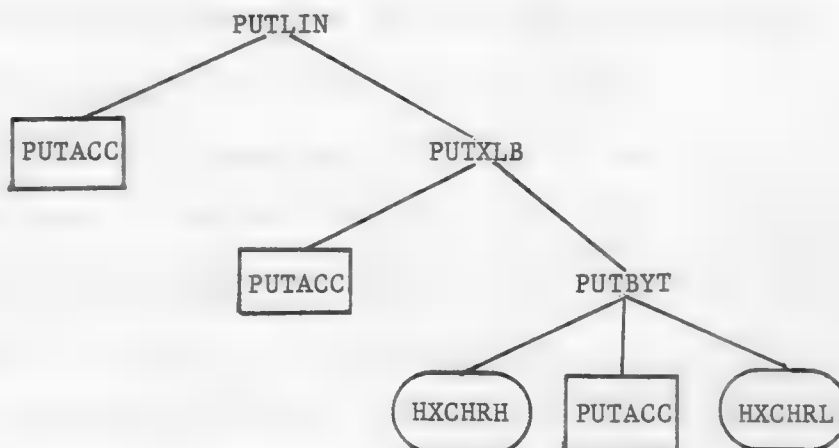 PUTLIN
PUTACC
PUTXLB
PUTACC
PUTBYT
HXCHRH
PUTACC
HXCHRL